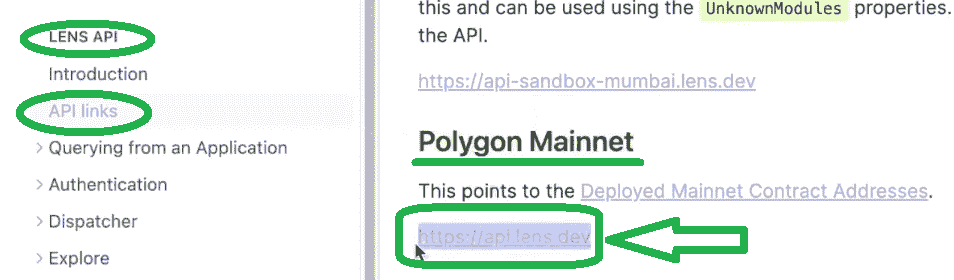 LENS API
Introduction
API links
Querying from an Application
Authentication
Dispatcher
Explore
this and can be used using the UnknownModules properties.
the API.
https://api-sandbox-mumbai.lens.dev
Polygon Mainnet
This points to the Deployed Mainnet Contract Addresses.
https://api.lens.dev